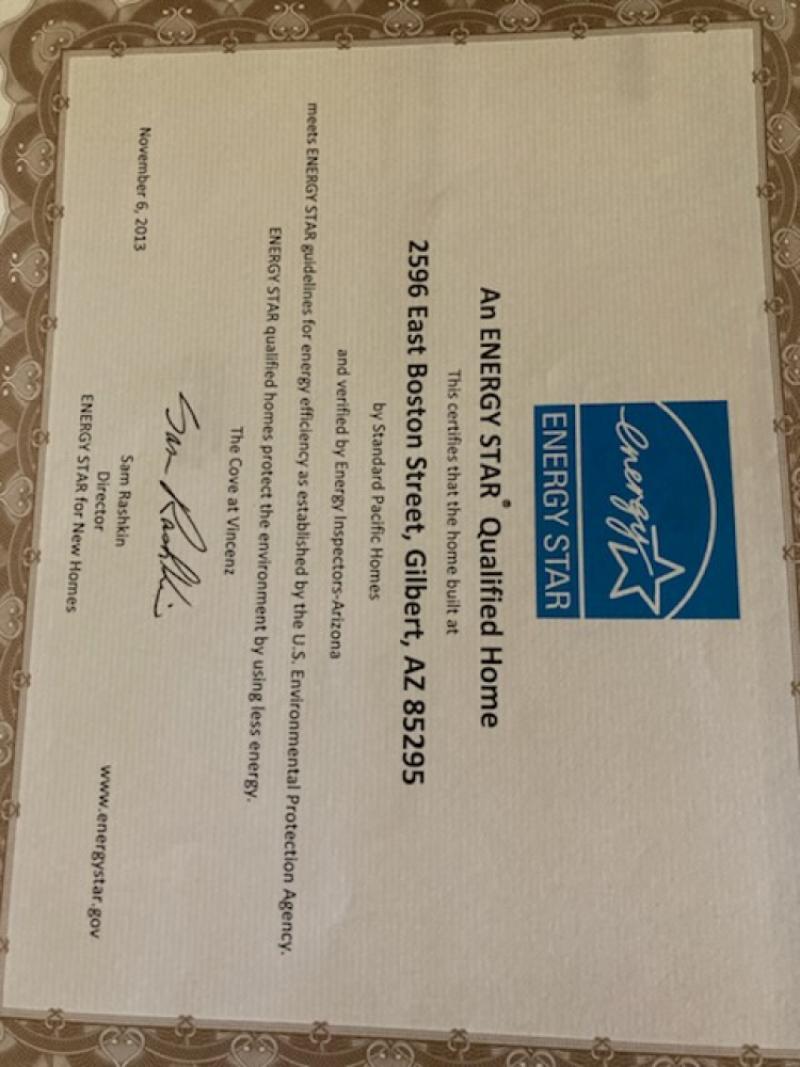 energy
ENERGY STAR
An ENERGY STAR® Qualified Home
This certifies that the home built at
2596 East Boston Street, Gilbert, AZ 85295
by Standard Pacific Homes
and verified by Energy Inspectors-Arizona
meets ENERGY STAR guidelines for energy efficiency as established by the U.S. Environmental Protection Agency.
ENERGY STAR qualified homes protect the environment by using less energy.
The Cove at Vincenz
November 6, 2013
Sam Rashkin
Sam Rashkin
Director
ENERGY STAR for New Homes
www.energystar.gov